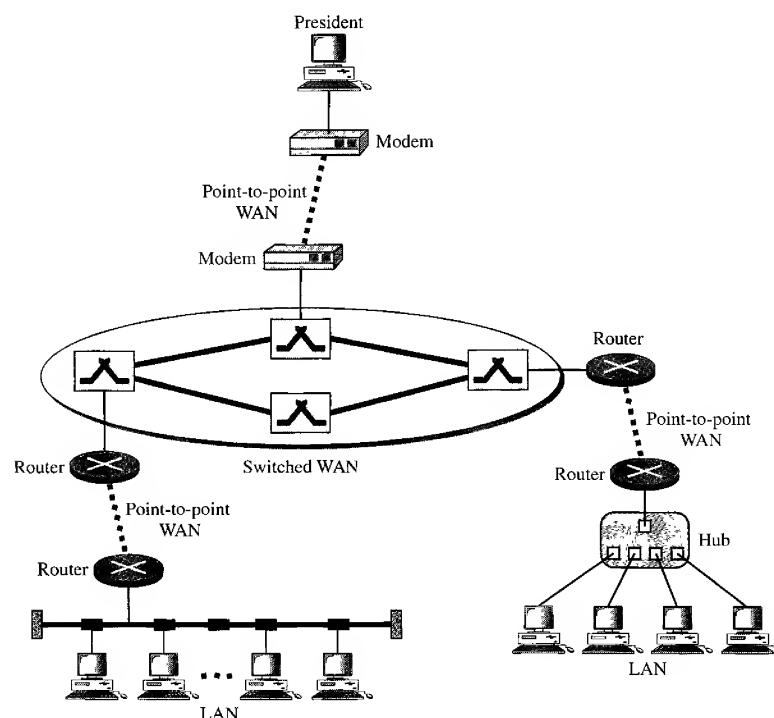 President
Modem
Point-to-point
WAN
Modem
Router
Point-to-point
WAN
Router
Switched WAN
Router
Point-to-point
WAN
Hub
Router
LAN
LAN